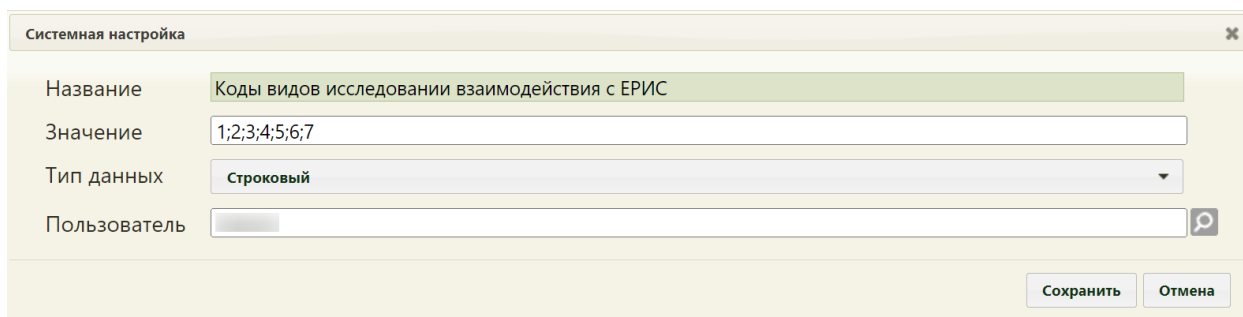 Системная настройка
Название Коды видов исследовании взаимодействия с ЕРИС
Значение 1;2;3;4;5;6;7
Тип данных Строковый
Пользователь
Сохранить Отмена